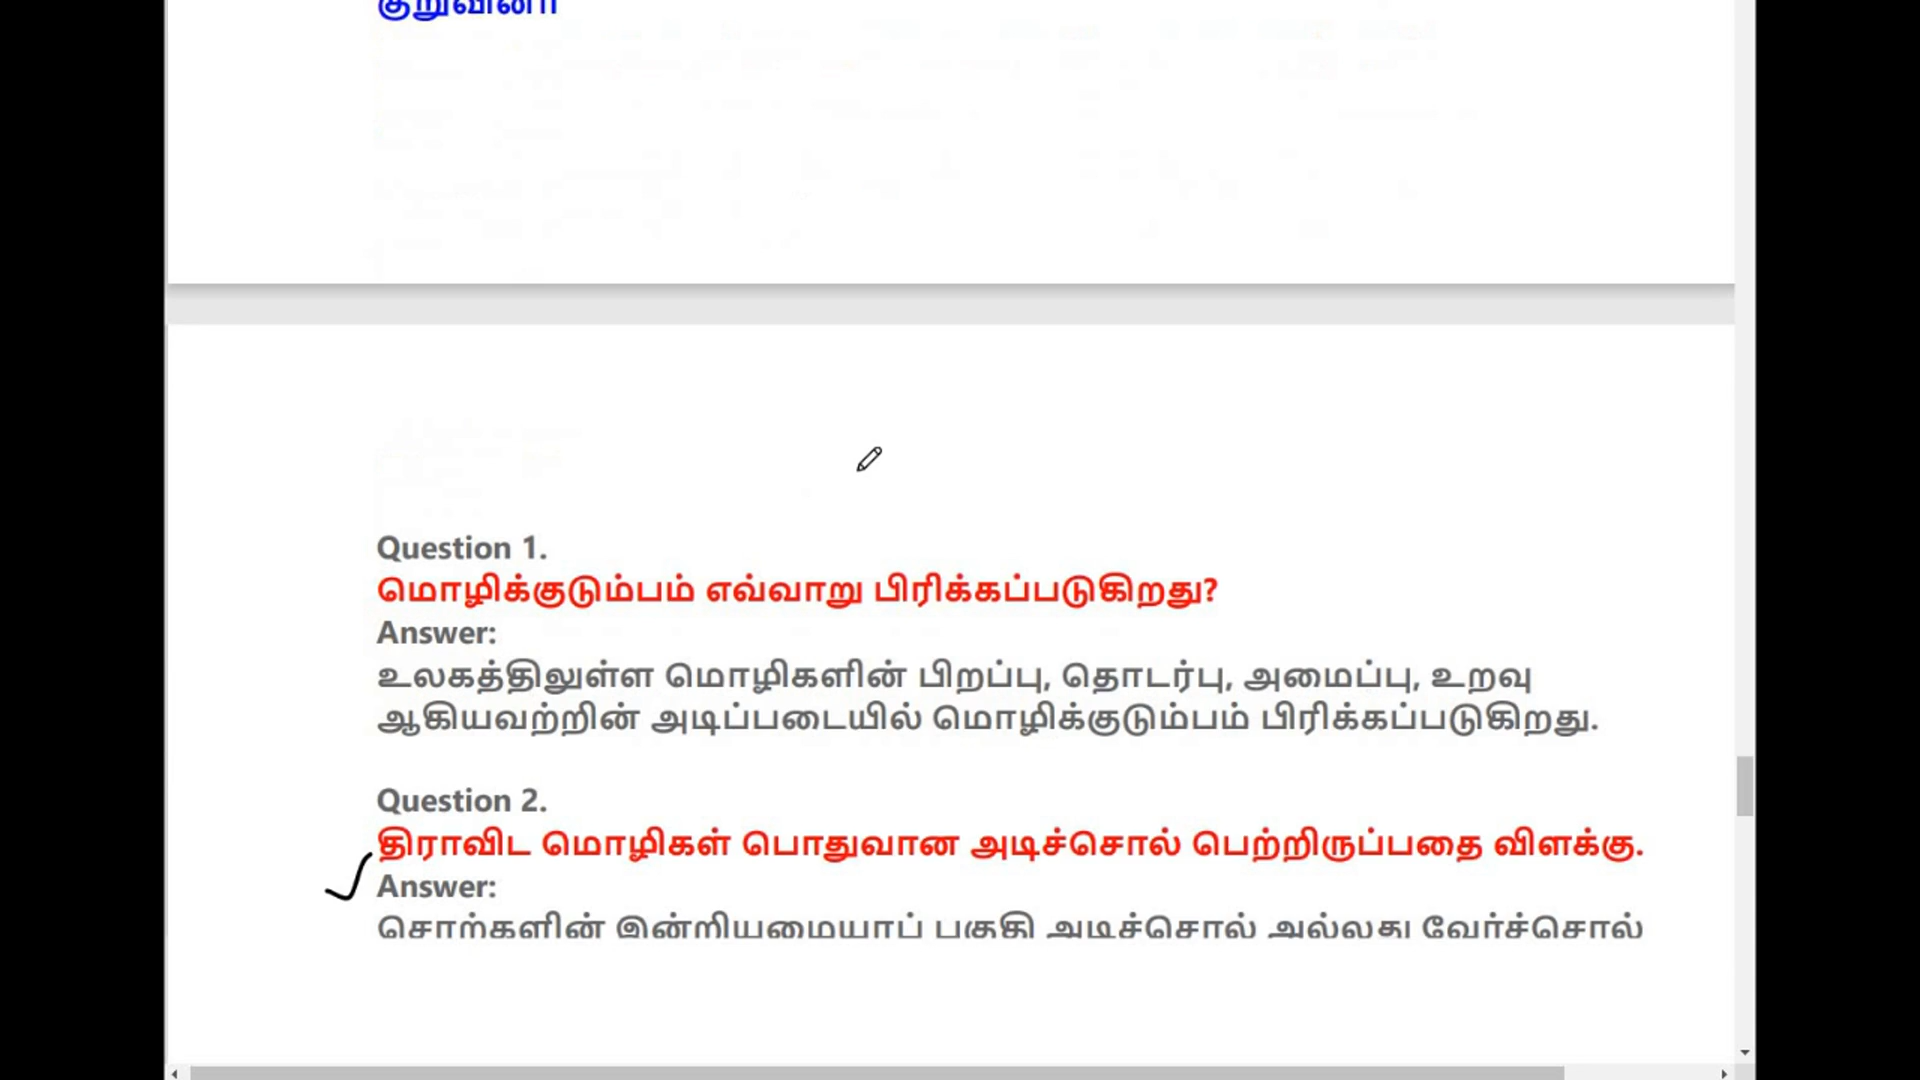 குறுவினா
Question 1.
மொழிக்குடும்பம் எவ்வாறு பிரிக்கப்படுகிறது?
Answer:
உலகத்திலுள்ள மொழிகளின் பிறப்பு, தொடர்பு, அமைப்பு, உறவு
ஆகியவற்றின் அடிப்படையில் மொழிக்குடும்பம் பிரிக்கப்படுகிறது.
Question 2.
திராவிட மொழிகள் பொதுவான அடிச்சொல் பெற்றிருப்பதை விளக்கு.
Answer:
சொற்களின் இன்றியமையாப் பகுதி அடிச்சொல் அல்லது வேர்ச்சொல்